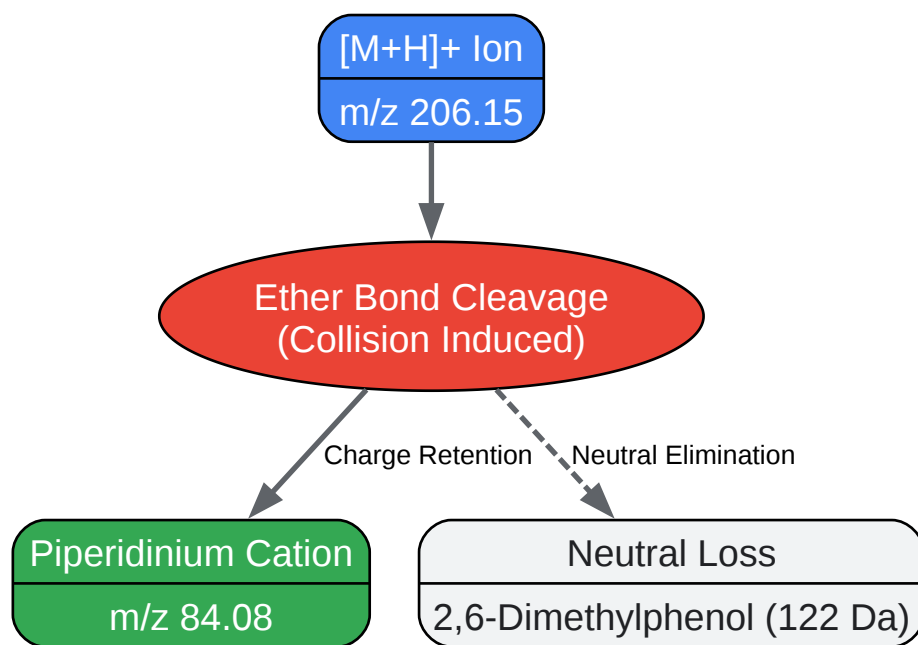 [M+H]+ Ion
m/z 206.15
Ether Bond Cleavage
(Collision Induced)
Charge Retention
Neutral Elimination
Piperidinium Cation
m/z 84.08
Neutral Loss
2,6-Dimethylphenol (122 Da)